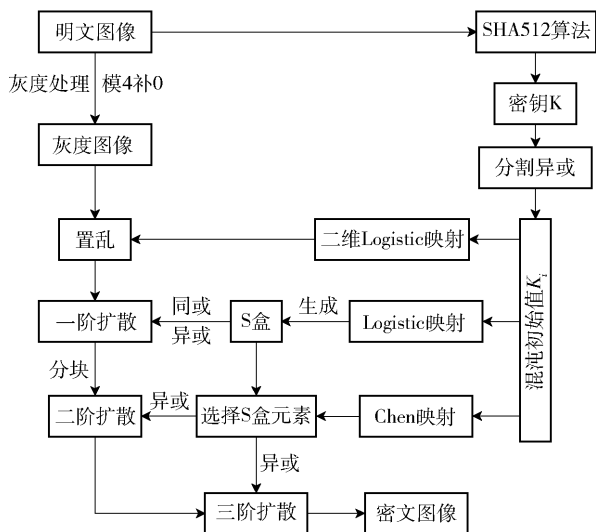 明文图像
SHA512算法
灰度处理 模4补0
密钥K
灰度图像
分割异或
置乱
二维Logistic映射
混沌初始值Ki
一阶扩散
同或
异或
S盒
生成
Logistic映射
分块
二阶扩散
异或
选择S盒元素
Chen映射
异或
三阶扩散
密文图像